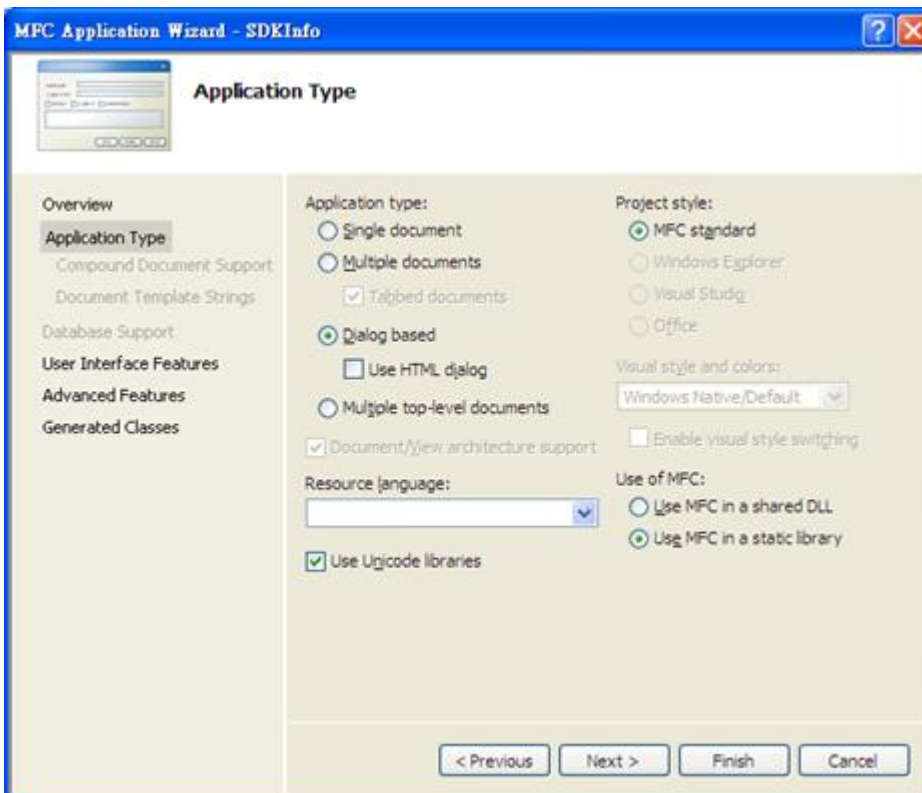 MFC Application Wizard - SDKInfo
Application Type
Overview
Application Type
Compound Document Support
Document Template Strings
Database Support
User Interface Features
Advanced Features
Generated Classes
Application type:
Single document
Multiple documents
Tabbed documents
Dialog based
Use HTML dialog
Multiple top-level documents
Document/View architecture support
Resource language:
Use Unicode libraries
Project style:
MFC standard
Windows Explorer
Visual Studio
Office
Visual style and colors:
Windows Native/Default
Enable visual style switching
Use of MFC:
Use MFC in a shared DLL
Use MFC in a static library
< Previous
Next >
Finish
Cancel